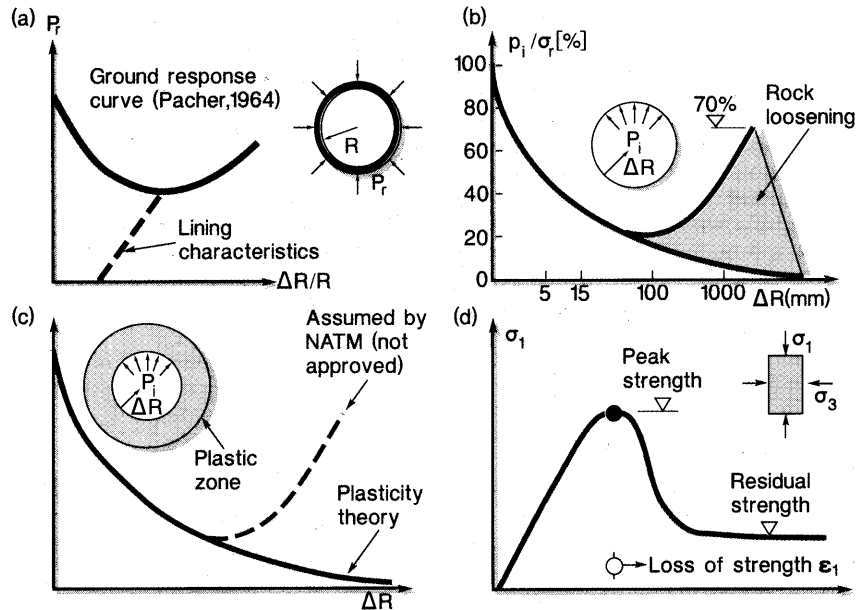 (a)
Pr
Ground response
curve (Pacher,1964)
R
Pr
Lining
characteristics
ΔR/R
(b)
pi/σr[%]
100
80
60
40
20
0
5
15
100
1000
ΔR(mm)
Pi
ΔR
70%
Rock
loosening
(c)
Pi
ΔR
Plastic
zone
Assumed by
NATM (not
approved)
Plasticity
theory
ΔR
(d)
σ1
Peak
strength
σ1
σ3
Residual
strength
Loss of strength ε1